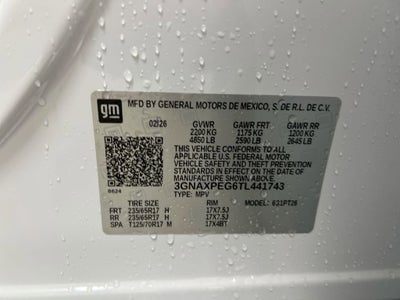 gm
MFD BY GENERAL MOTORS DE MEXICO, S. DE R.L. DE C.V.
02/26 GVWR GAWR FRT GAWR RR
2200 KG 1175 KG 1200 KG
4850 LB 2590 LB 2645 LB
THIS VEHICLE CONFORMS TO ALL
APPLICABLE U.S. FEDERAL MOTOR
VEHICLE SAFETY AND THEFT
PREVENTION STANDARDS IN EFFECT
ON THE DATE OF MANUFACTURE
SHOWN ABOVE.
3GNAXPEG6TL441743
8624 TYPE: MPV
TIRE SIZE RIM MODEL:
FRT 235/65R17 H 17X7.5J
RR 235/65R17 H 17X7.5J
SPA T125/70R17 M 17X4BT